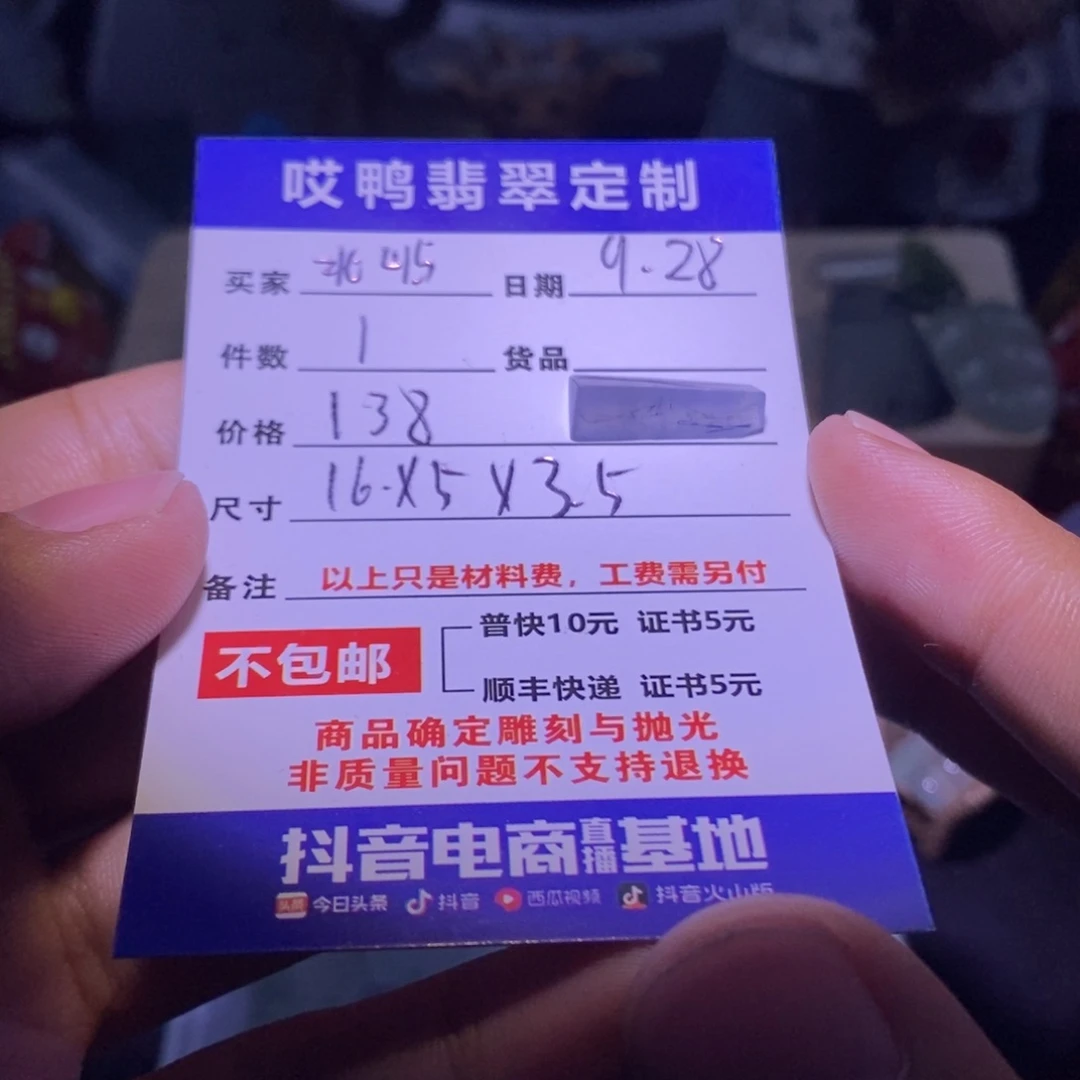 哎鸭翡翠定制
买家 日期 9.28
件数 1 货品
价格 138
尺寸 16×5×3.5
备注 以上只是材料费，工费需另付
不包邮
普快10元 证书5元
顺丰快递 证书5元
商品确定雕刻与抛光
非质量问题不支持退换
抖音电商直播基地
头条 今日头条 抖音 西瓜视频 抖音火山版